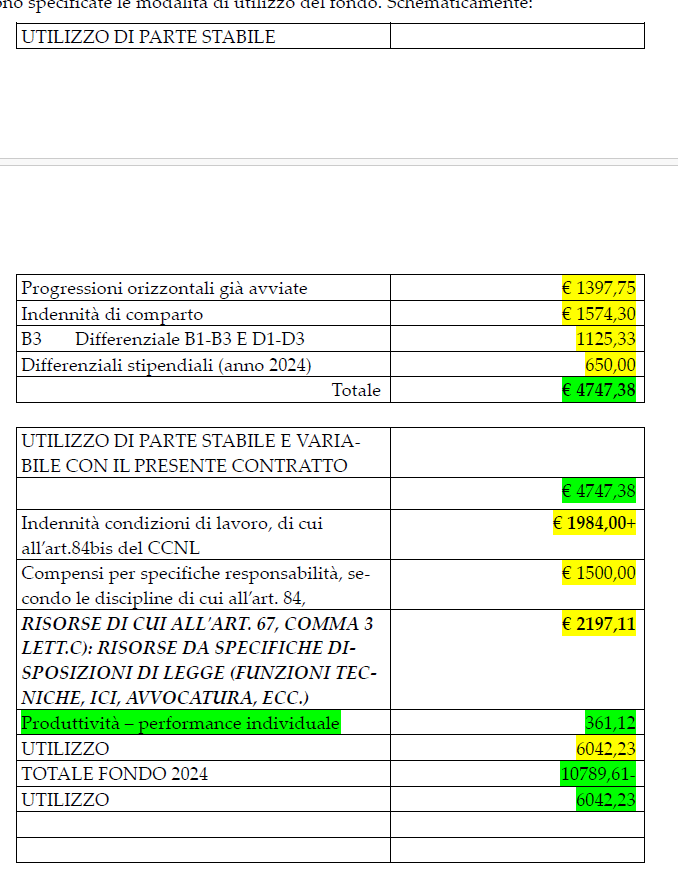 ono specificate le modalità di utilizzo del fondo. Schematicamente:
UTILIZZO DI PARTE STABILE
Progressioni orizzontali già avviate € 1397,75
Indennità di comparto € 1574,30
B3 Differenziale B1-B3 E D1-D3 1125,33
Differenziali stipendiali (anno 2024) 650,00
Totale € 4747,38
UTILIZZO DI PARTE STABILE E VARIA-
BILE CON IL PRESENTE CONTRATTO
€ 4747,38
Indennità condizioni di lavoro, di cui € 1984,00+
all'art.84bis del CCNL
Compensi per specifiche responsabilità, se- € 1500,00
condo le discipline di cui all'art. 84,
RISORSE DI CUI ALL'ART. 67, COMMA 3 € 2197,11
LETT.C): RISORSE DA SPECIFICHE DI-
SPOSIZIONI DI LEGGE (FUNZIONI TEC-
NICHE, ICI, AVVOCATURA, ECC.)
Produttività – performance individuale 361,12
UTILIZZO 6042,23
TOTALE FONDO 2024 10789,61-
UTILIZZO 6042,23